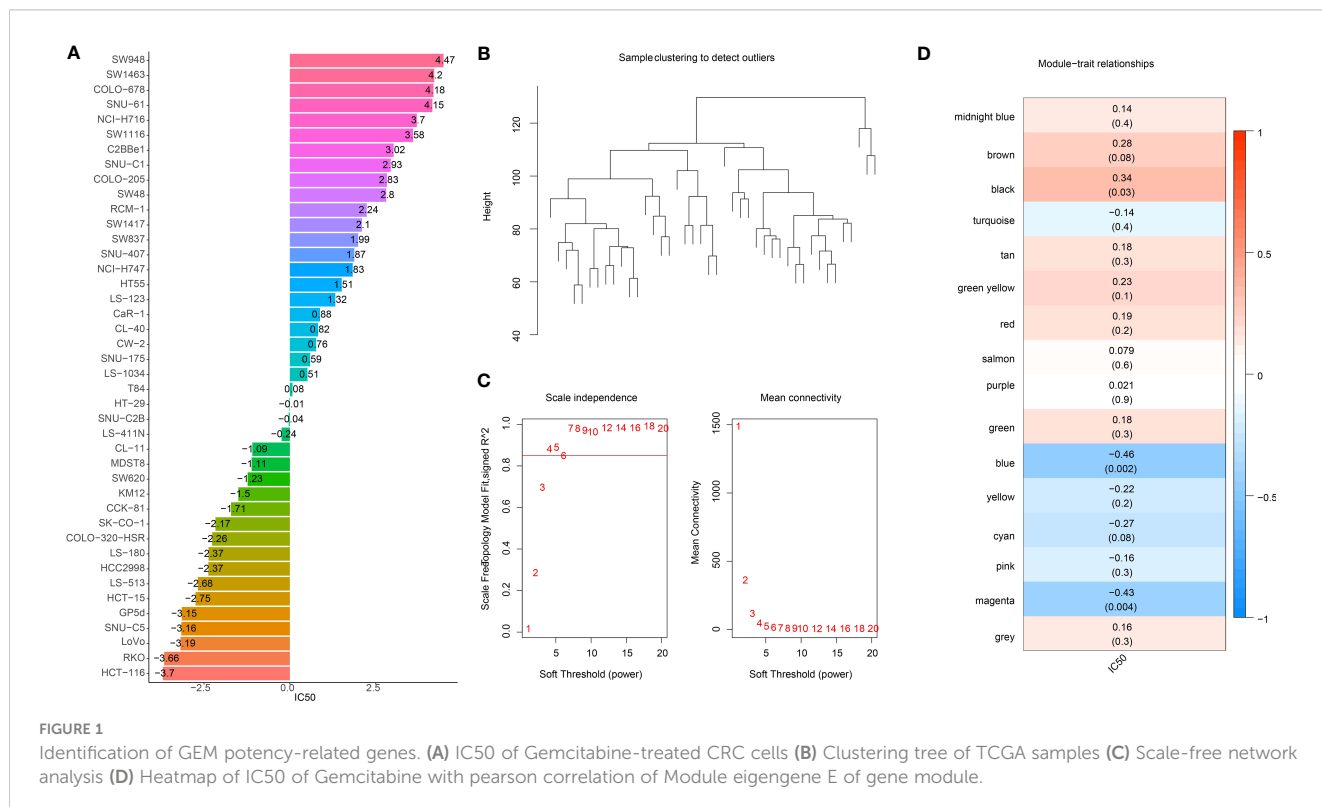 A
SW948 4.47
SW1463 4.2
COLO-678 4.18
SNU-61 4.15
NCI-H716 3.7
SW1116 3.58
C2BBe1 3.02
SNU-C1 2.93
COLO-205 2.83
SW48 2.8
RCM-1 2.24
SW1417 2.1
SW837 1.99
SNU-407 1.87
NCI-H747 1.83
HT55 1.51
LS-123 1.32
CaR-1 0.88
CL-40 0.82
CW-2 0.76
SNU-175 0.59
LS-1034 0.51
T84 0.08
HT-29 −0.01
SNU-C2B −0.04
LS-411N −0.24
CL-11 −1.09
MDST8 −1.11
SW620 −1.23
KM12 −1.5
CCK-81 −1.71
SK-CO-1 −2.17
COLO-320-HSR −2.26
LS-180 −2.37
HCC2998 −2.37
LS-513 −2.68
HCT-15 −2.75
GP5d −3.15
SNU-C5 −3.16
LoVo −3.19
RKO −3.66
HCT-116 −3.7
−2.5 0.0 2.5
IC50
B
Sample clustering to detect outliers
Height
120
100
80
60
40
C
Scale independence
Scale Free Topology Model Fit,signed R^2
1.0
0.8
0.6
0.4
0.2
0.0
1 2 3 4 5 6 7 8 9 10 12 14 16 18 20
5 10 15 20
Soft Threshold (power)
Mean connectivity
Mean Connectivity
1500
1000
500
0
1 2 3 4 5 6 7 8 9 10 12 14 16 18 20
5 10 15 20
Soft Threshold (power)
D
Module−trait relationships
midnight blue 0.14
(0.4)
brown 0.28
(0.08)
black 0.34
(0.03)
turquoise −0.14
(0.4)
tan 0.18
(0.3)
green yellow 0.23
(0.1)
red 0.19
(0.2)
salmon 0.079
(0.6)
purple 0.021
(0.9)
green 0.18
(0.3)
blue −0.46
(0.002)
yellow −0.22
(0.2)
cyan −0.27
(0.08)
pink −0.16
(0.3)
magenta −0.43
(0.004)
grey 0.16
(0.3)
IC50
1
0.5
0
−0.5
−1
FIGURE 1
Identification of GEM potency-related genes. (A) IC50 of Gemcitabine-treated CRC cells (B) Clustering tree of TCGA samples (C) Scale-free network
analysis (D) Heatmap of IC50 of Gemcitabine with pearson correlation of Module eigengene E of gene module.